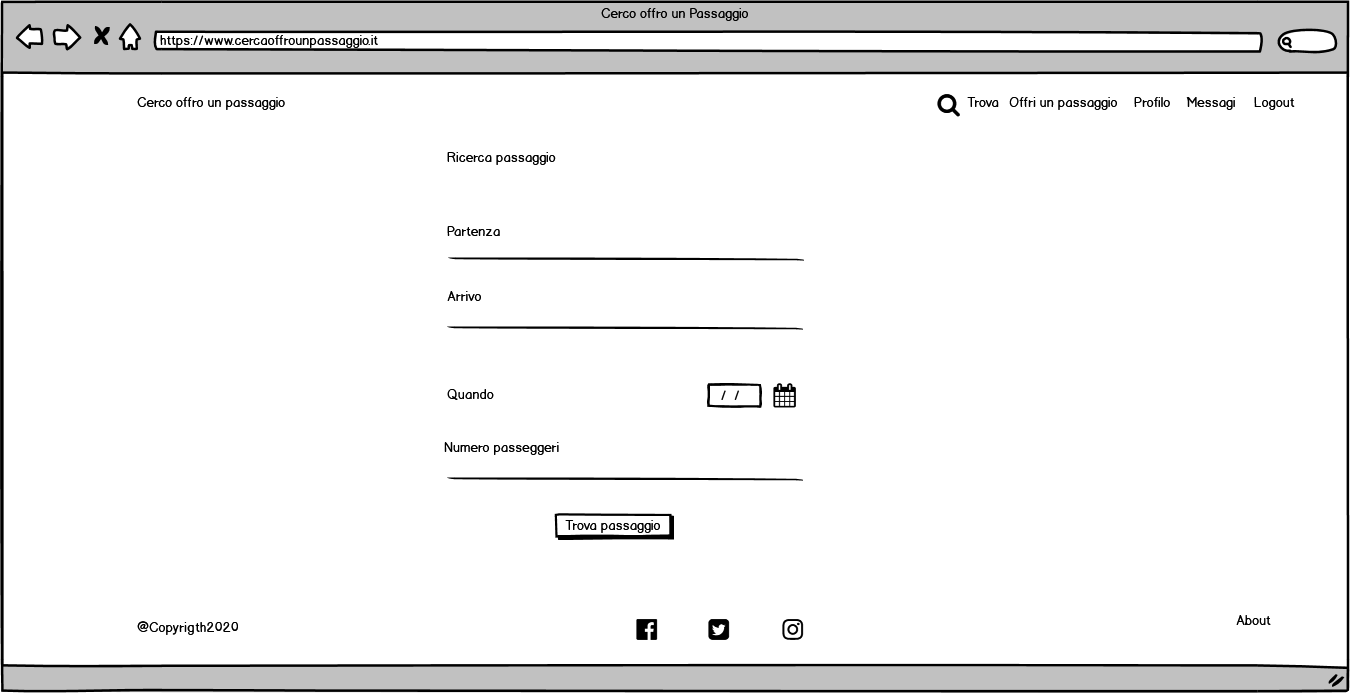 Cerco offro un Passaggio
https://www.cercaoffrounpassaggio.it
Cerco offro un passaggio
Trova Offri un passaggio Profilo Messagi Logout
Ricerca passaggio
Partenza
Arrivo
Quando / /
Numero passeggeri
Trova passaggio
@Copyrigth2020
About